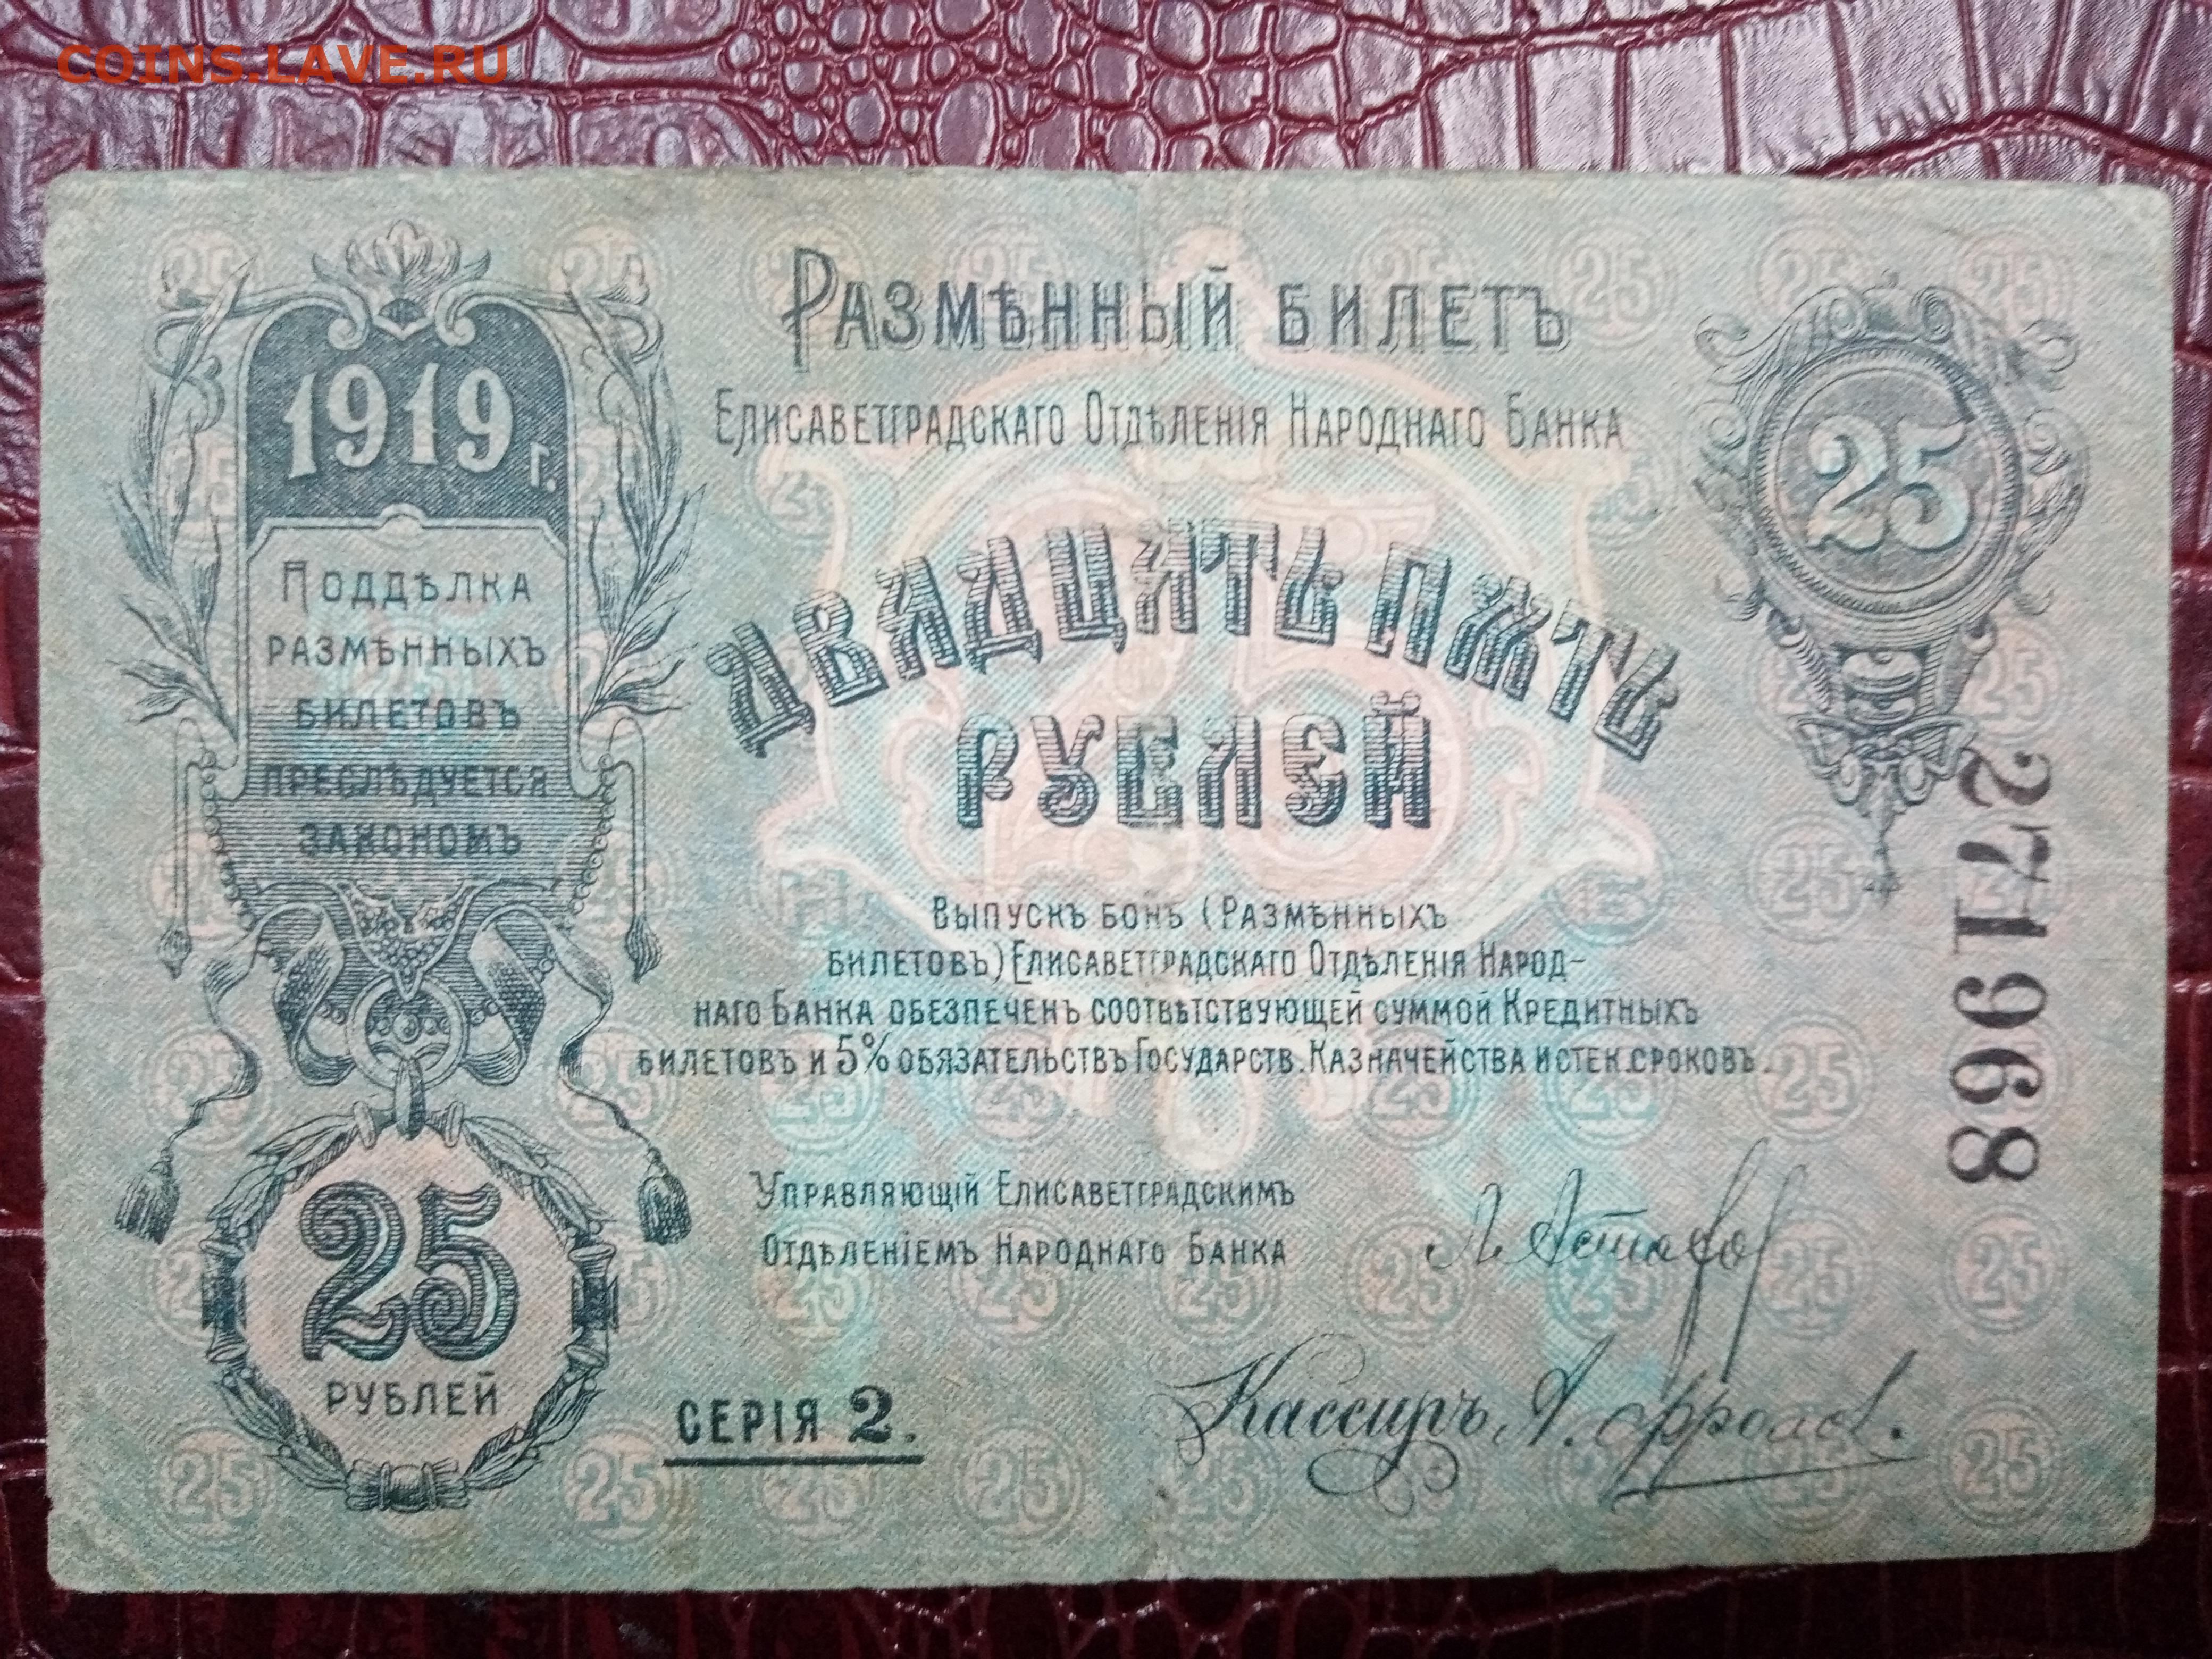 COINS.LAVE.RU
РАЗМѢННЫЙ БИЛЕТЪ
ЕЛИСАВЕТГРАДСКАГО ОТДѢЛЕНІЯ НАРОДНАГО БАНКА
1919 г.
ПОДДѢЛКА
РАЗМѢННЫХЪ
БИЛЕТОВЪ
ПРЕСЛѢДУЕТСЯ
ЗАКОНОМЪ
25
ДВАДЦАТЬ ПЯТЬ
РУБЛЕЙ
25
271968
ВЫПУСКЪ БОНЪ (РАЗМѢННЫХЪ
БИЛЕТОВЪ) ЕЛИСАВЕТГРАДСКАГО ОТДѢЛЕНІЯ НАРОД-
НАГО БАНКА ОБЕЗПЕЧЕНЪ СООТВѢТСТВУЮЩЕЙ СУММОЙ КРЕДИТНЫХЪ
БИЛЕТОВЪ И 5% ОБЯЗАТЕЛЬСТВЪ ГОСУДАРСТВ. КАЗНАЧЕЙСТВА ИСТЕК. СРОКОВЪ.
УПРАВЛЯЮЩІЙ ЕЛИСАВЕТГРАДСКИМЪ
ОТДѢЛЕНІЕМЪ НАРОДНАГО БАНКА
25
РУБЛЕЙ
СЕРІЯ 2.
Кассиръ